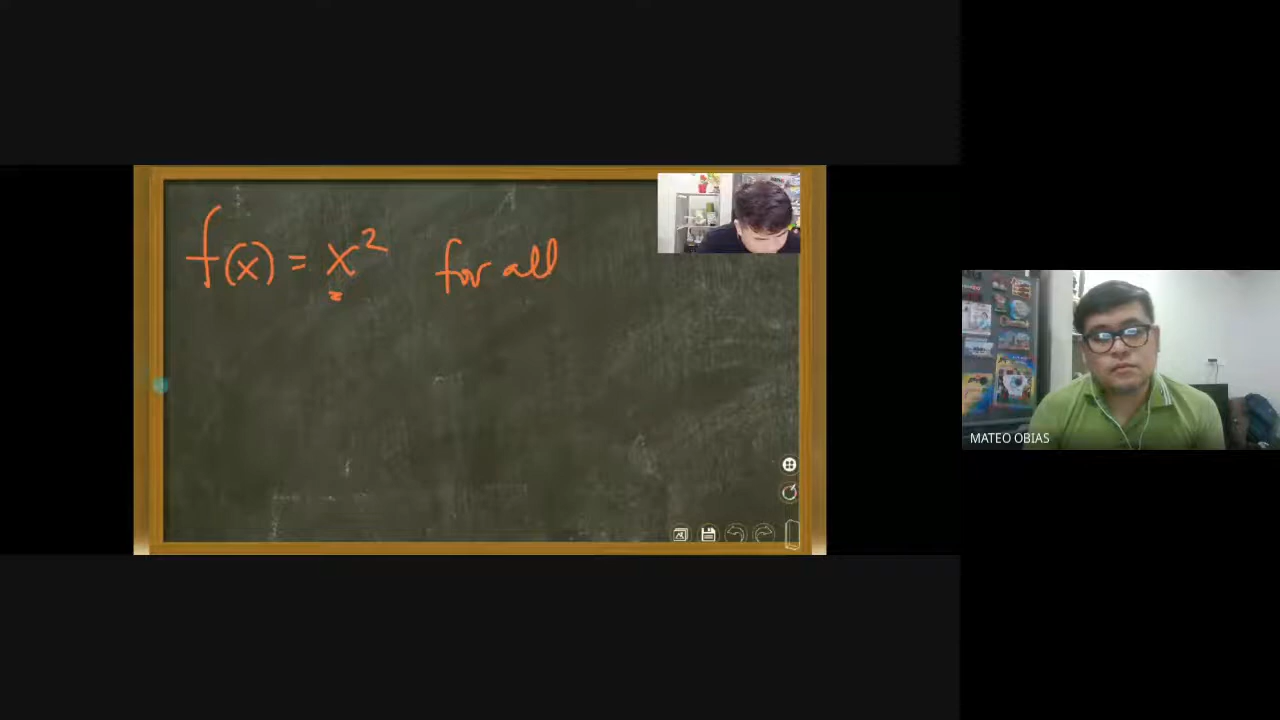 f(x) = x² for all
MATEO OBIAS